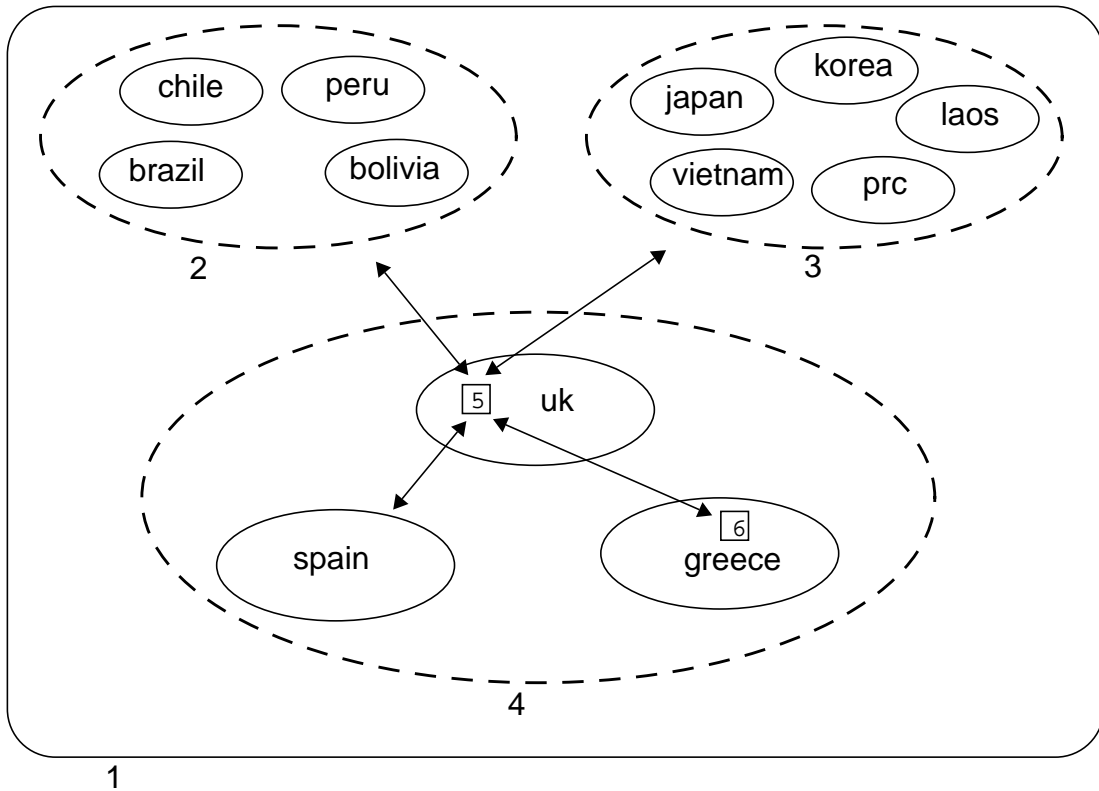 chile
peru
brazil
bolivia
2
korea
japan
laos
vietnam
prc
3
5
uk
spain
6
greece
4
1